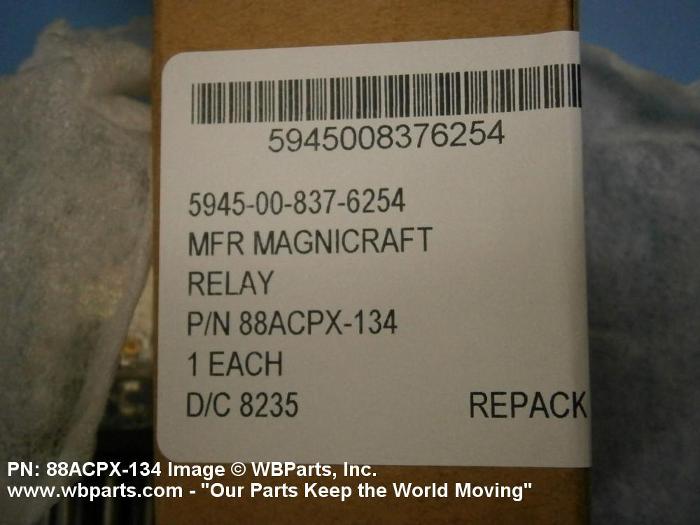 5945008376254
5945-00-837-6254
MFR MAGNICRAFT
RELAY
P/N 88ACPX-134
1 EACH
D/C 8235 REPACK
PN: 88ACPX-134 Image © WBParts, Inc.
www.wbparts.com - "Our Parts Keep the World Moving"